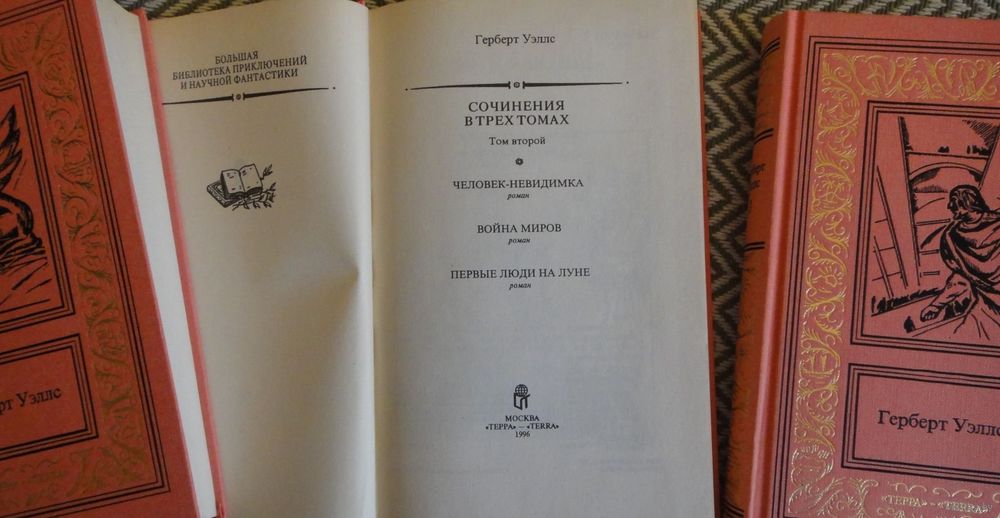 БОЛЬШАЯ
БИБЛИОТЕКА ПРИКЛЮЧЕНИЙ
И НАУЧНОЙ ФАНТАСТИКИ
Герберт Уэллс
СОЧИНЕНИЯ
В ТРЕХ ТОМАХ
Том второй
ЧЕЛОВЕК-НЕВИДИМКА
роман
ВОЙНА МИРОВ
роман
ПЕРВЫЕ ЛЮДИ НА ЛУНЕ
роман
МОСКВА
«ТЕРРА» — «TERRA»
1996
рт Уэллс
Герберт Уэллс
«ТЕРРА» – «TERRA»